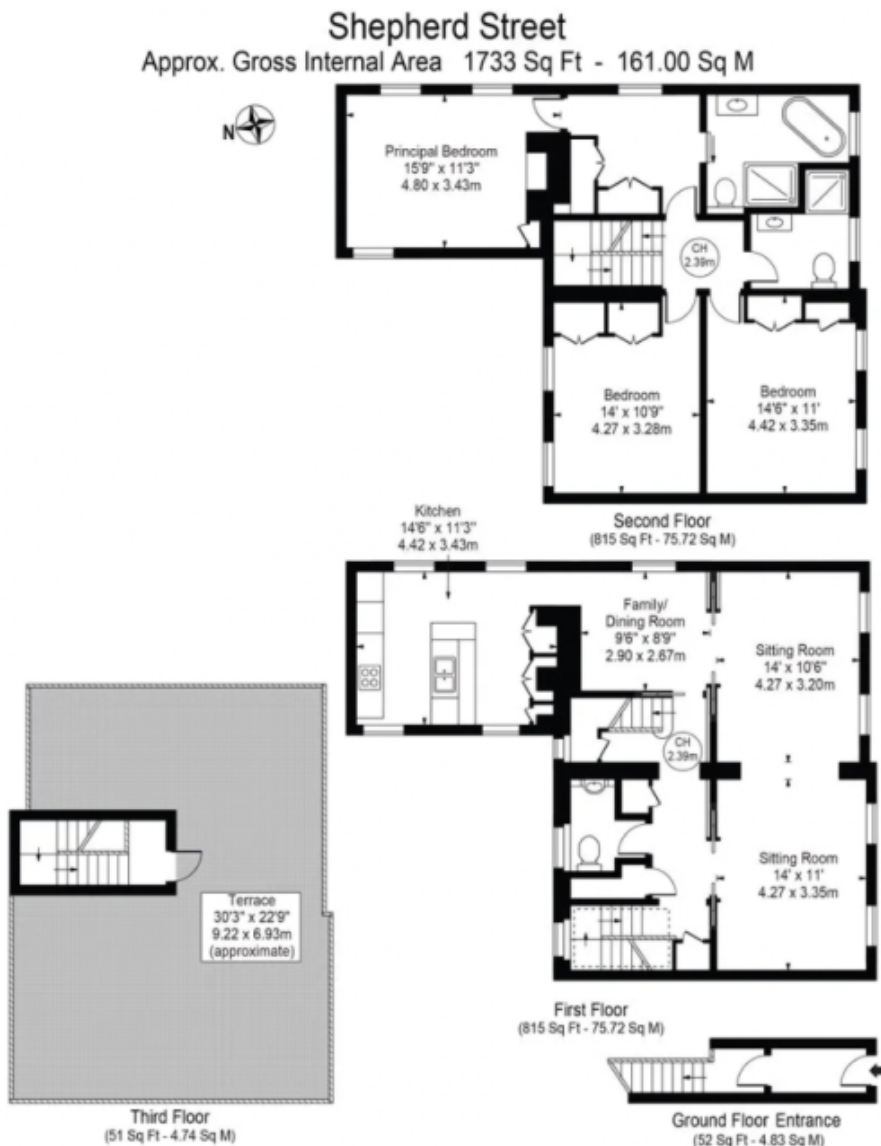 Shepherd Street
Approx. Gross Internal Area 1733 Sq Ft - 161.00 Sq M
N
Principal Bedroom
15'9" x 11'3"
4.80 x 3.43m
CH
2.39m
Bedroom
14' x 10'9"
4.27 x 3.28m
Bedroom
14'6" x 11'
4.42 x 3.35m
Second Floor
(815 Sq Ft - 75.72 Sq M)
Kitchen
14'6" x 11'3"
4.42 x 3.43m
Family/
Dining Room
9'6" x 8'9"
2.90 x 2.67m
Sitting Room
14' x 10'6"
4.27 x 3.20m
CH
2.39m
Sitting Room
14' x 11'
4.27 x 3.35m
First Floor
(815 Sq Ft - 75.72 Sq M)
Terrace
30'3" x 22'9"
9.22 x 6.93m
(approximate)
Third Floor
(51 Sq Ft - 4.74 Sq M)
Ground Floor Entrance
(52 Sq Ft - 4.83 Sq M)